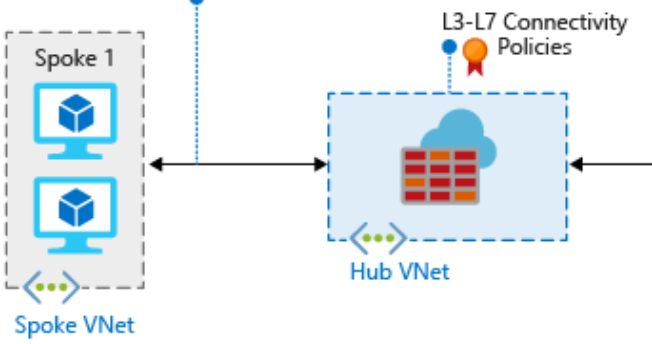 L3-L7 Connectivity
Policies
Spoke 1
Hub VNet
Spoke VNet